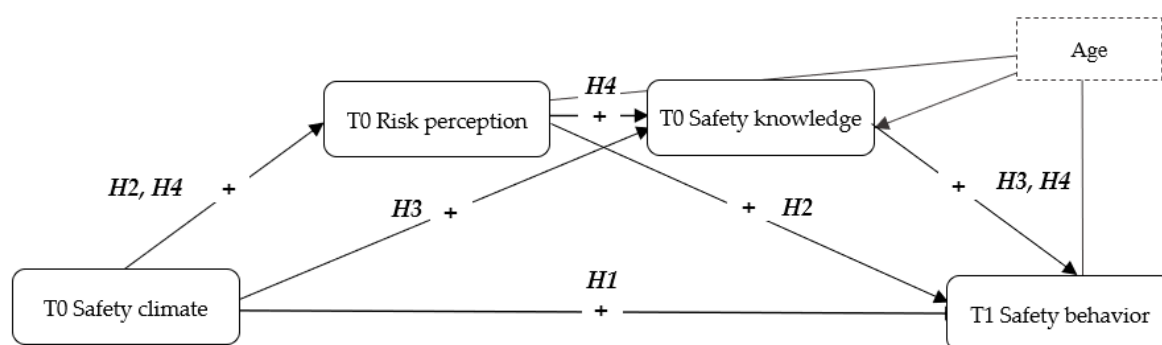 Age
H4
T0 Risk perception
+
T0 Safety knowledge
H2, H4
+
H3
+
+
H2
+
H3, H4
T0 Safety climate
H1
+
T1 Safety behavior